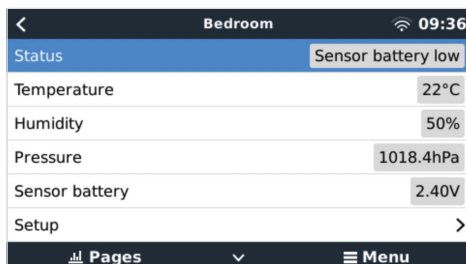 Bedroom 09:36
Status Sensor battery low
Temperature 22°C
Humidity 50%
Pressure 1018.4hPa
Sensor battery 2.40V
Setup
Pages Menu